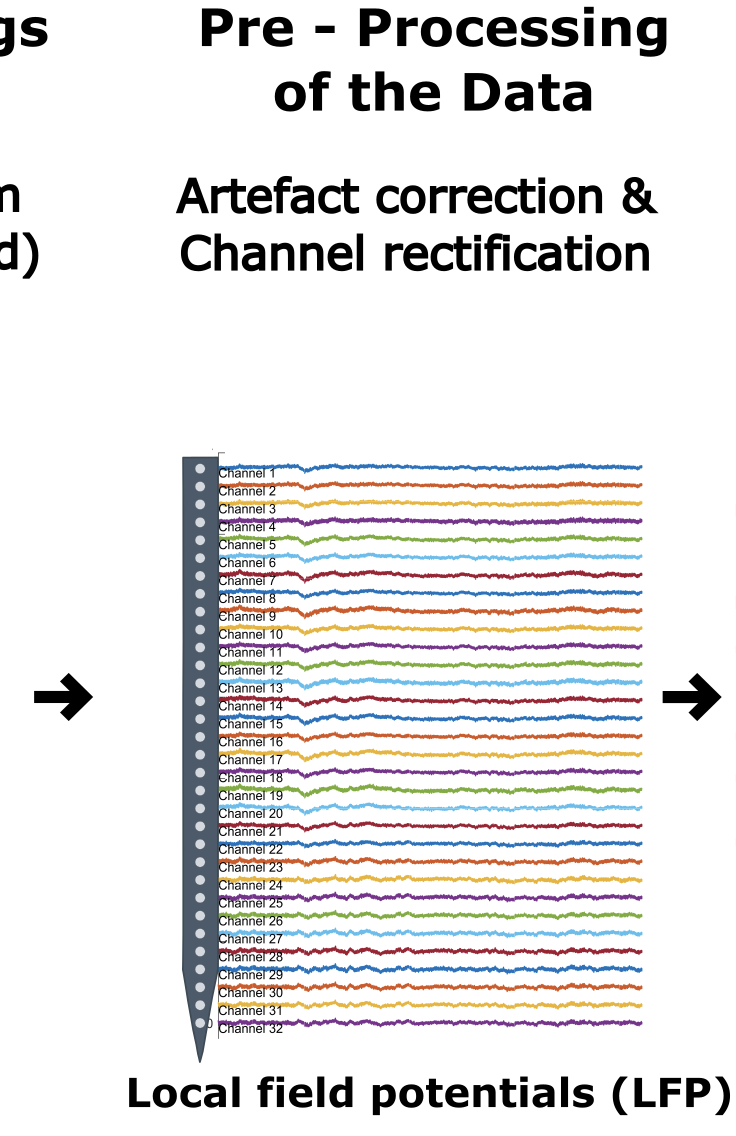 gs
Pre - Processing
of the Data
m
d)
Artefact correction &
Channel rectification
Channel 1
Channel 2
Channel 3
Channel 4
Channel 5
Channel 6
Channel 7
Channel 8
Channel 9
Channel 10
Channel 11
Channel 12
Channel 13
Channel 14
Channel 15
Channel 16
Channel 17
Channel 18
Channel 19
Channel 20
Channel 21
Channel 22
Channel 23
Channel 24
Channel 25
Channel 26
Channel 27
Channel 28
Channel 29
Channel 30
Channel 31
0
Channel 32
Local field potentials (LFP)